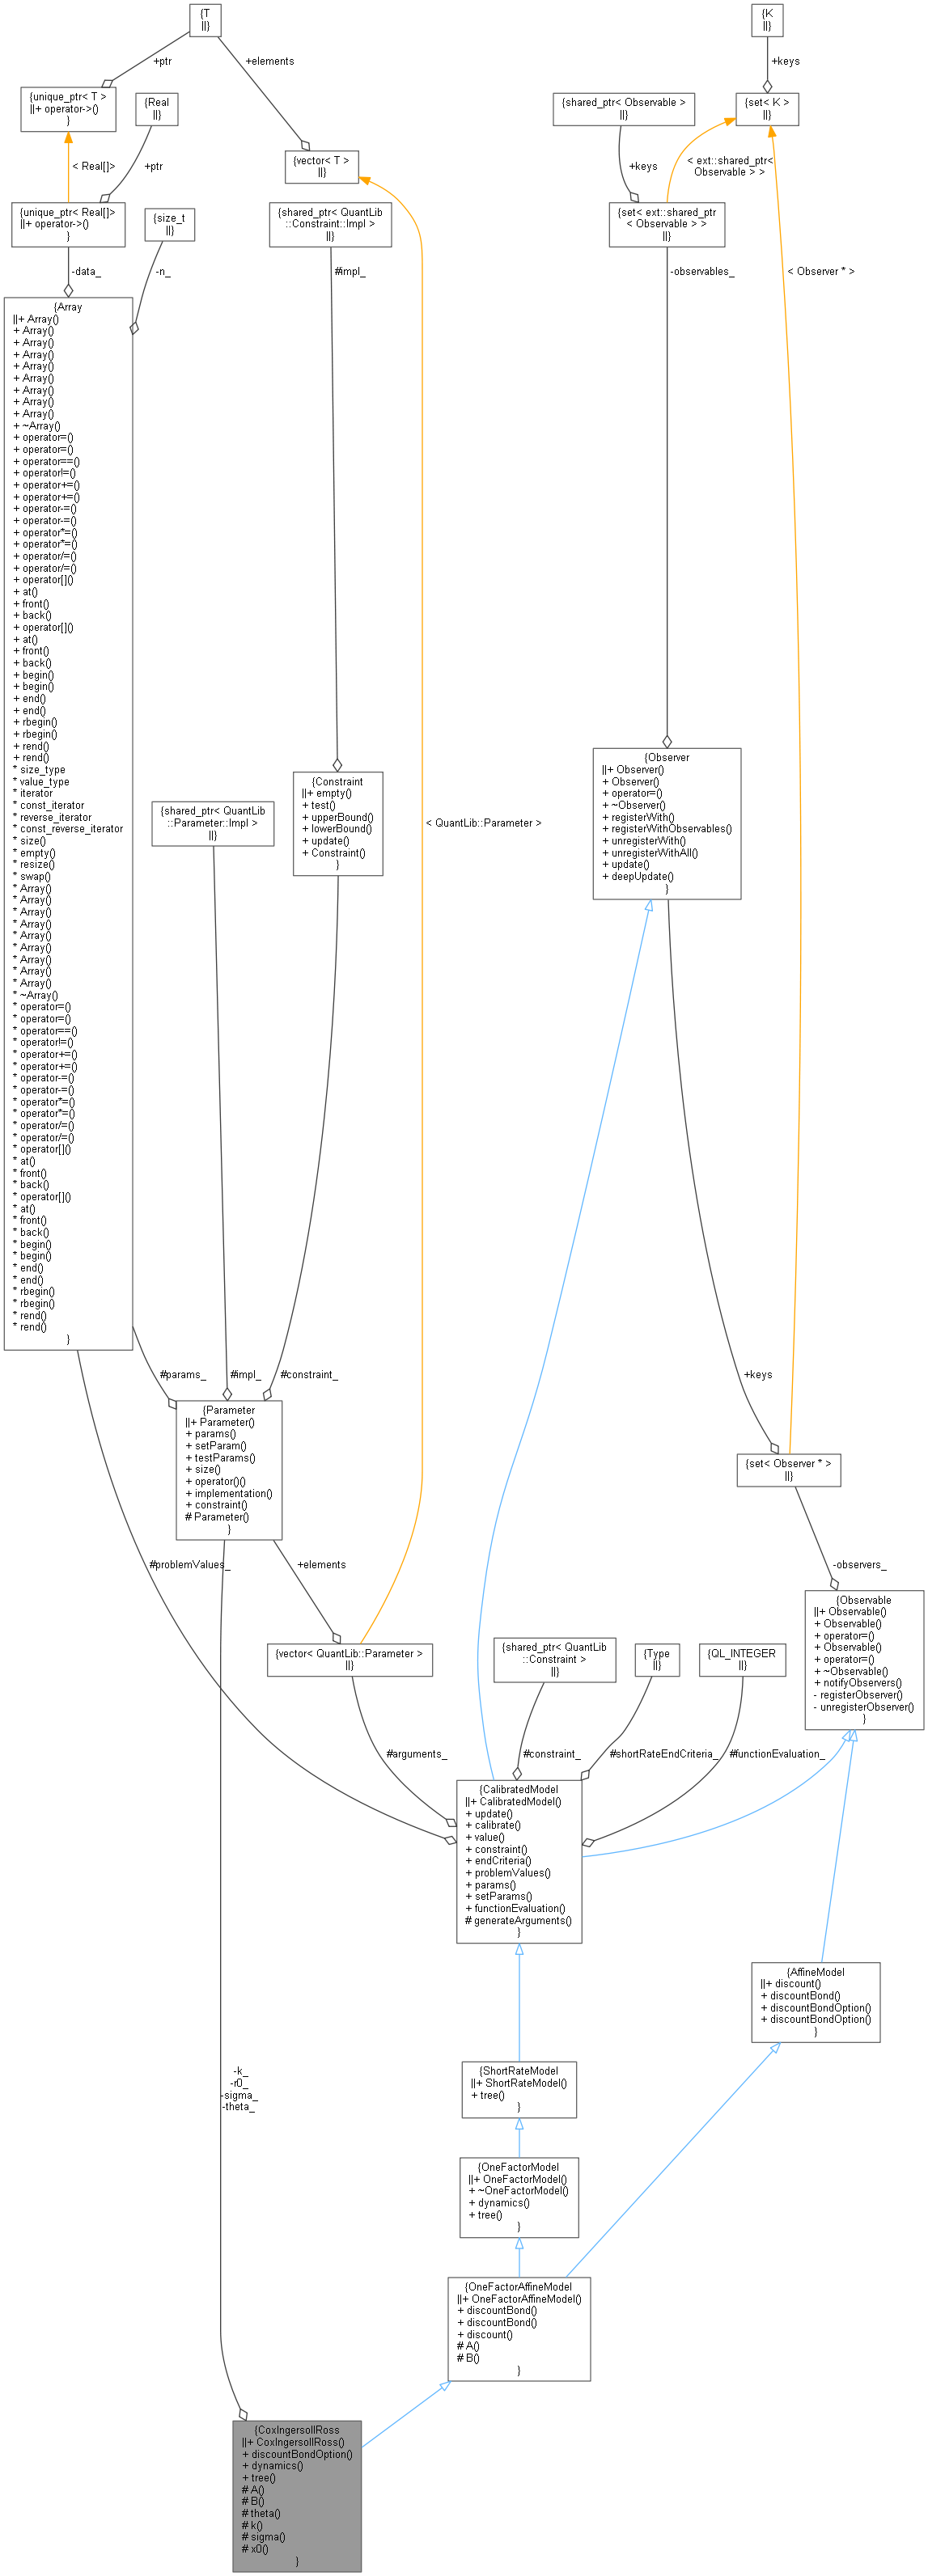 {T
||}
{K
||}
+ptr
+elements
+keys
{unique_ptr< T >
||+ operator->()
}
{Real
||}
{shared_ptr< Observable >
||}
{set< K >
||}
< Real[]>
+ptr
{vector< T >
||}
+keys
< ext::shared_ptr<
Observable > >
{unique_ptr< Real[]>
||+ operator->()
}
{size_t
||}
{shared_ptr< QuantLib
::Constraint::Impl >
||}
{set< ext::shared_ptr
< Observable > >
||}
-data_
-n_
#impl_
-observables_
< Observer * >
{Array
||+ Array()
+ Array()
+ Array()
+ Array()
+ Array()
+ Array()
+ Array()
+ Array()
+ Array()
+ ~Array()
+ operator=()
+ operator=()
+ operator==()
+ operator!=()
+ operator+=()
+ operator+=()
+ operator-=()
+ operator-=()
+ operator*=()
+ operator*=()
+ operator/=()
+ operator/=()
+ operator[]()
+ at()
+ front()
+ back()
+ operator[]()
+ at()
+ front()
+ back()
+ begin()
+ begin()
+ end()
+ end()
+ rbegin()
+ rbegin()
+ rend()
+ rend()
* size_type
* value_type
* iterator
* const_iterator
* reverse_iterator
* const_reverse_iterator
* size()
* empty()
* resize()
* swap()
* Array()
* Array()
* Array()
* Array()
* Array()
* Array()
* Array()
* Array()
* Array()
* ~Array()
* operator=()
* operator=()
* operator==()
* operator!=()
* operator+=()
* operator+=()
* operator-=()
* operator-=()
* operator*=()
* operator*=()
* operator/=()
* operator/=()
* operator[]()
* at()
* front()
* back()
* operator[]()
* at()
* front()
* back()
* begin()
* begin()
* end()
* end()
* rbegin()
* rbegin()
* rend()
* rend()
}
{shared_ptr< QuantLib
::Parameter::Impl >
||}
{Constraint
||+ empty()
+ test()
+ upperBound()
+ lowerBound()
+ update()
+ Constraint()
}
< QuantLib::Parameter >
{Observer
||+ Observer()
+ Observer()
+ operator=()
+ ~Observer()
+ registerWith()
+ registerWithObservables()
+ unregisterWith()
+ unregisterWithAll()
+ update()
+ deepUpdate()
}
#params_
#impl_
#constraint_
+keys
{Parameter
||+ Parameter()
+ params()
+ setParam()
+ testParams()
+ size()
+ operator()()
+ implementation()
+ constraint()
# Parameter()
}
{set< Observer * >
||}
#problemValues_
+elements
-observers_
{vector< QuantLib::Parameter >
||}
{shared_ptr< QuantLib
::Constraint >
||}
{Type
||}
{QL_INTEGER
||}
{Observable
||+ Observable()
+ Observable()
+ operator=()
+ Observable()
+ operator=()
+ ~Observable()
+ notifyObservers()
- registerObserver()
- unregisterObserver()
}
#arguments_
#constraint_
#shortRateEndCriteria_
#functionEvaluation_
{CalibratedModel
||+ CalibratedModel()
+ update()
+ calibrate()
+ value()
+ constraint()
+ endCriteria()
+ problemValues()
+ params()
+ setParams()
+ functionEvaluation()
# generateArguments()
}
{AffineModel
||+ discount()
+ discountBond()
+ discountBondOption()
+ discountBondOption()
}
{ShortRateModel
||+ ShortRateModel()
+ tree()
}
-k_
-r0_
-sigma_
-theta_
{OneFactorModel
||+ OneFactorModel()
+ ~OneFactorModel()
+ dynamics()
+ tree()
}
{OneFactorAffineModel
||+ OneFactorAffineModel()
+ discountBond()
+ discountBond()
+ discount()
# A()
# B()
}
{CoxIngersollRoss
||+ CoxIngersollRoss()
+ discountBondOption()
+ dynamics()
+ tree()
# A()
# B()
# theta()
# k()
# sigma()
# x0()
}